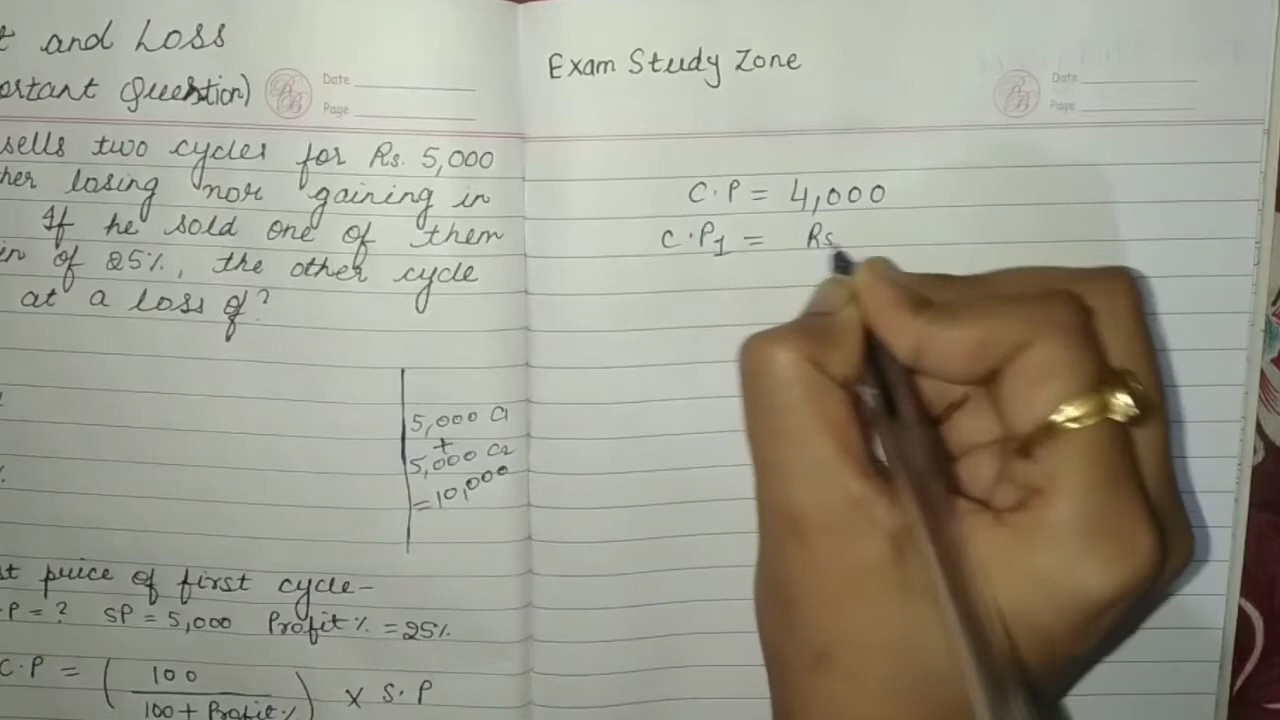 and Loss
Question)
Date
Page
sells two cycles for Rs. 5,000
losing nor gaining in
If he sold one of them
of 25%, the other cycle
at a loss of?
5,000 C1
+
5,000 C2
=10,000
price of first cycle-
P = ? SP = 5,000 Profit% = 25%
C.P = ( 100
100 + Profit% ) × S.P
Exam Study Zone
Date
Page
C.P = 4,000
C.P1 = Rs